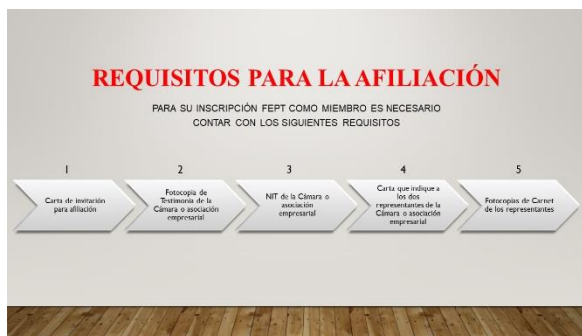 REQUISITOS PARA LA AFILIACIÓN
PARA SU INSCRIPCIÓN FEPT COMO MIEMBRO ES NECESARIO
CONTAR CON LOS SIGUIENTES REQUISITOS
1
Carta de invitación
para afiliación
2
Fotocopia de
Testimonia de la
Cámara o asociación
empresarial
3
NIT de la Cámara o
asociación
empresarial
4
Carta que indique a
los dos
representantes de la
Cámara o asociación
empresarial
5
Fotocopias de Carnet
de los representantes